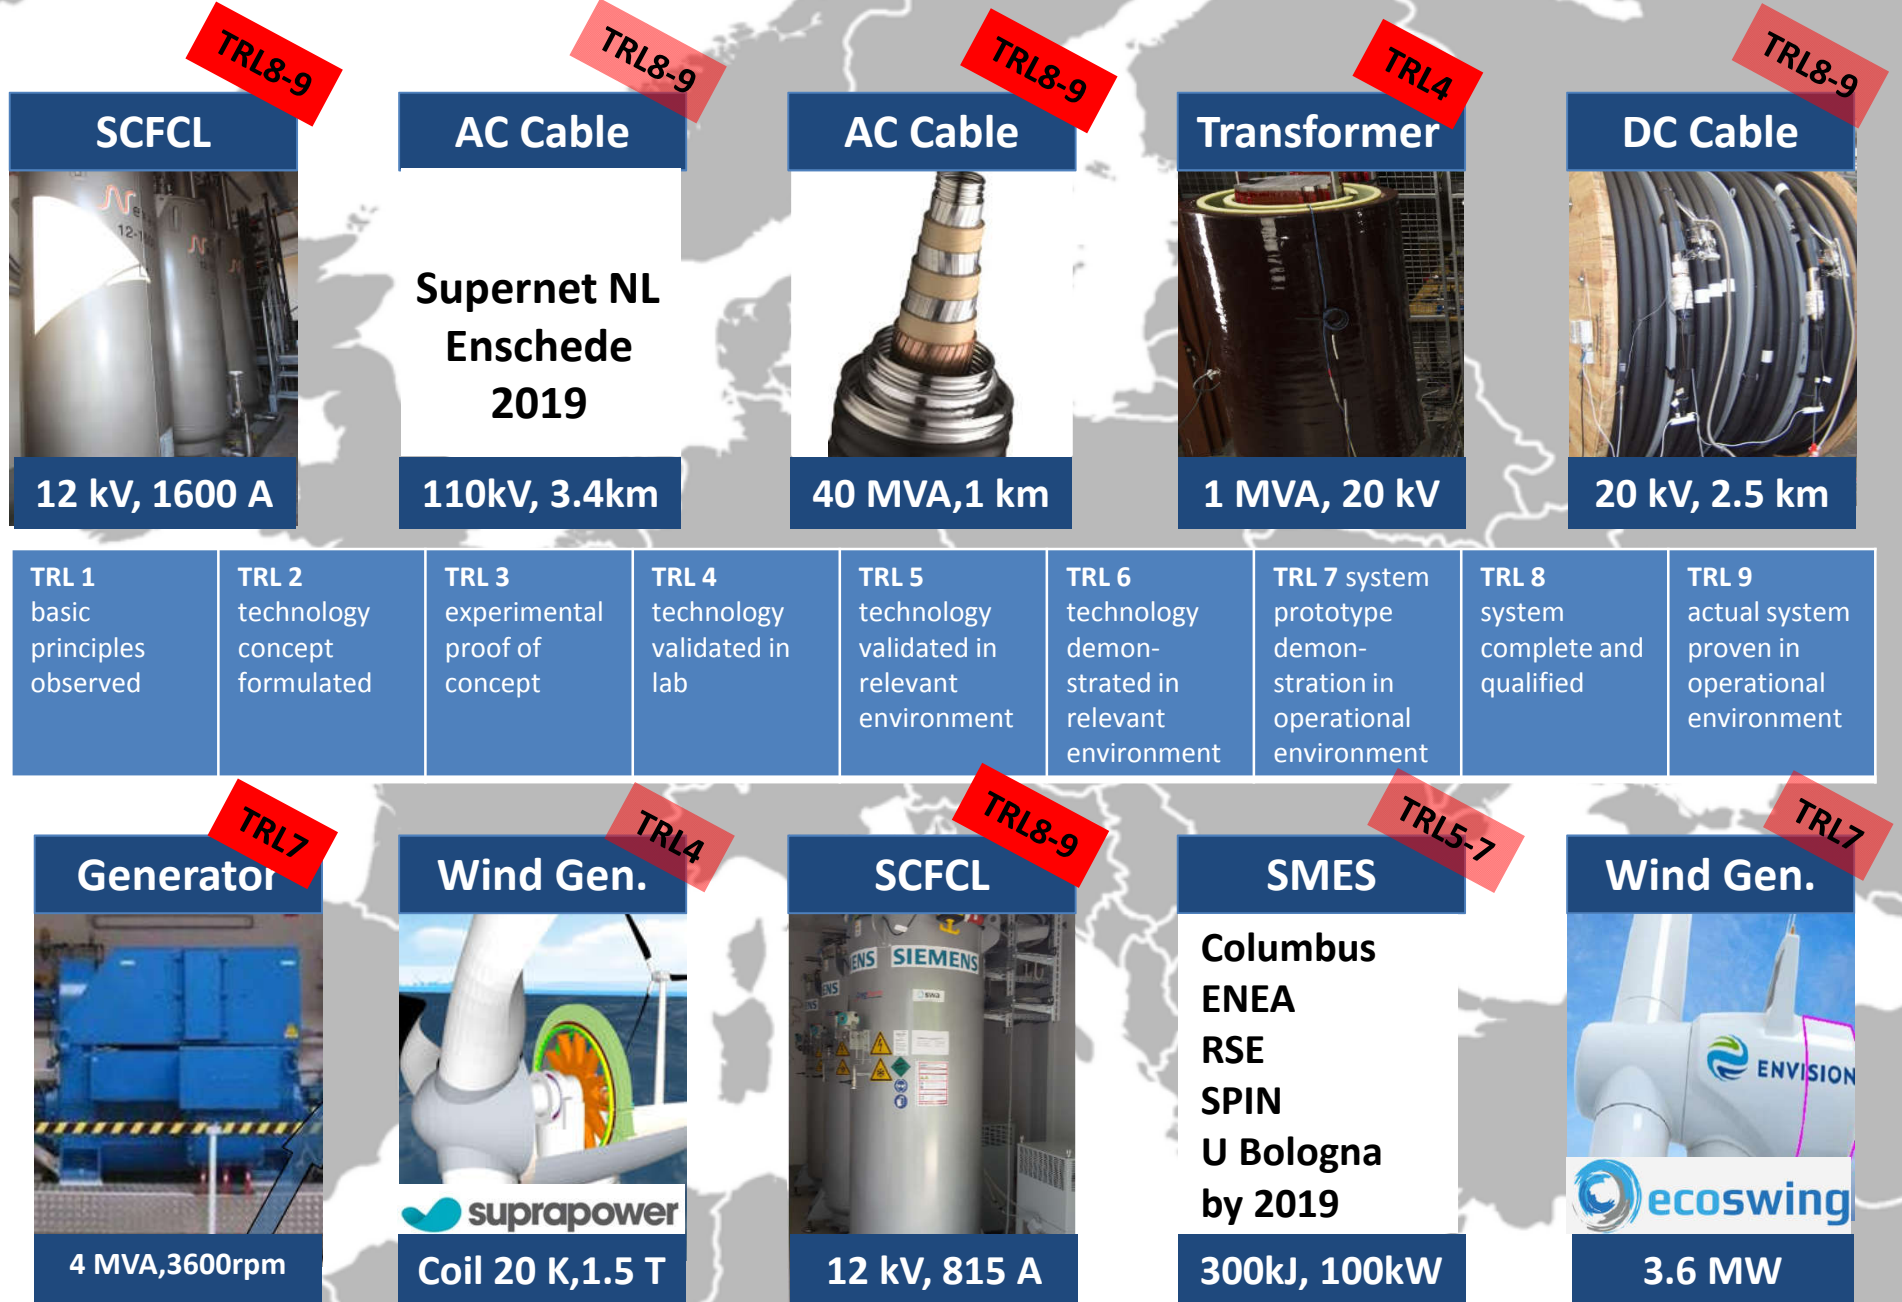 TRL8-9
SCFCL
12 kV, 1600 A
TRL8-9
AC Cable
Supernet NL
Enschede
2019
110kV, 3.4km
TRL8-9
AC Cable
40 MVA,1 km
TRL4
Transformer
1 MVA, 20 kV
TRL8-9
DC Cable
20 kV, 2.5 km
TRL 1
basic
principles
observed
TRL 2
technology
concept
formulated
TRL 3
experimental
proof of
concept
TRL 4
technology
validated in
lab
TRL 5
technology
validated in
relevant
environment
TRL 6
technology
demon-
strated in
relevant
environment
TRL 7 system
prototype
demon-
stration in
operational
environment
TRL 8
system
complete and
qualified
TRL 9
actual system
proven in
operational
environment
TRL7
Generator
4 MVA,3600rpm
TRL4
Wind Gen.
suprapower
Coil 20 K,1.5 T
TRL8-9
SCFCL
SIEMENS
swa
12 kV, 815 A
TRL5-7
SMES
Columbus
ENEA
RSE
SPIN
U Bologna
by 2019
300kJ, 100kW
TRL7
Wind Gen.
ENVISION
ecoswing
3.6 MW